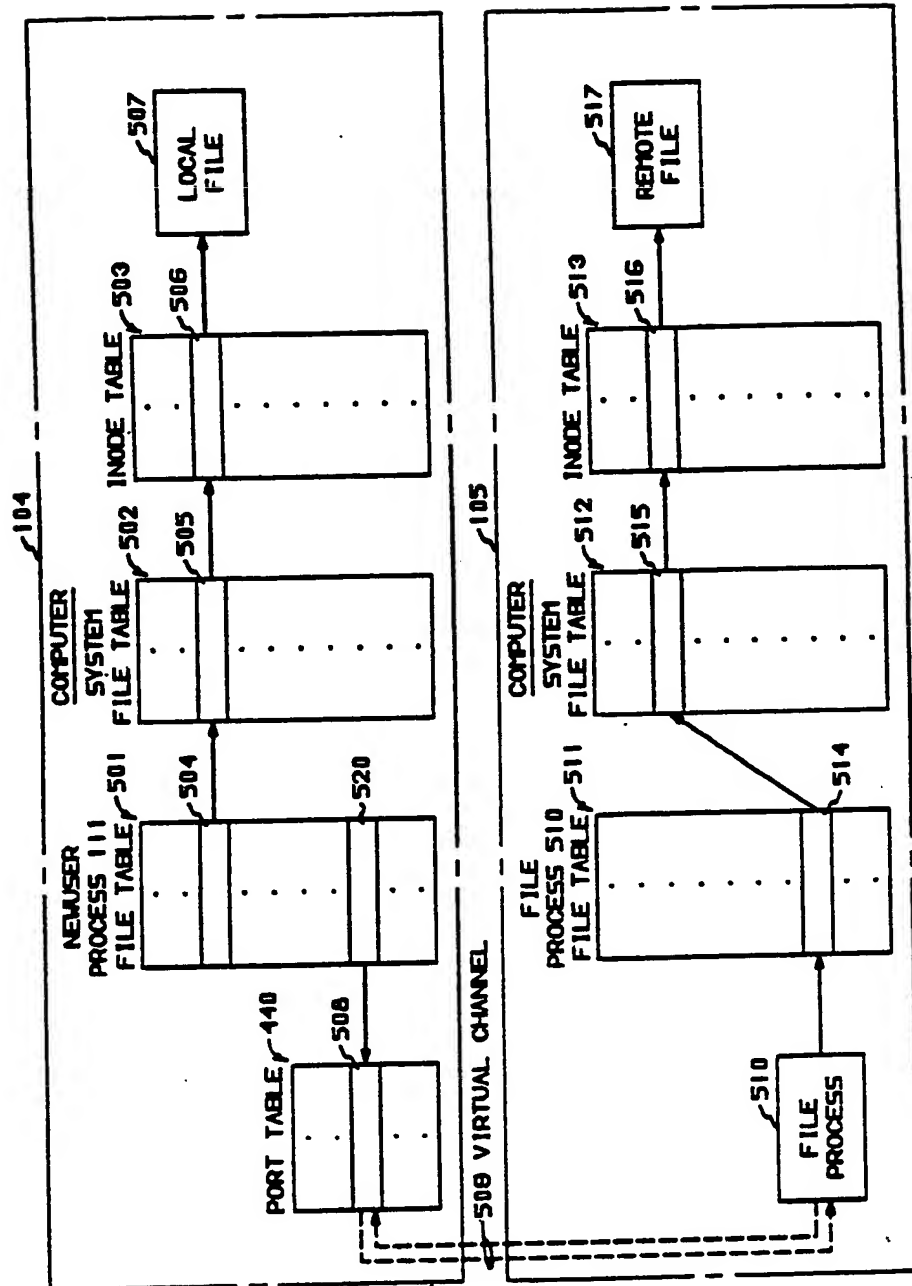 104
COMPUTER
NEWUSER
PROCESS 111
FILE TABLE
501
SYSTEM
FILE TABLE
502
INODE TABLE
503
PORT TABLE
440
504
505
506
507
LOCAL
FILE
508
520
509 VIRTUAL CHANNEL
105
COMPUTER
FILE
PROCESS 510
FILE TABLE
511
SYSTEM
FILE TABLE
512
INODE TABLE
513
515
516
517
REMOTE
FILE
510
FILE
PROCESS
514